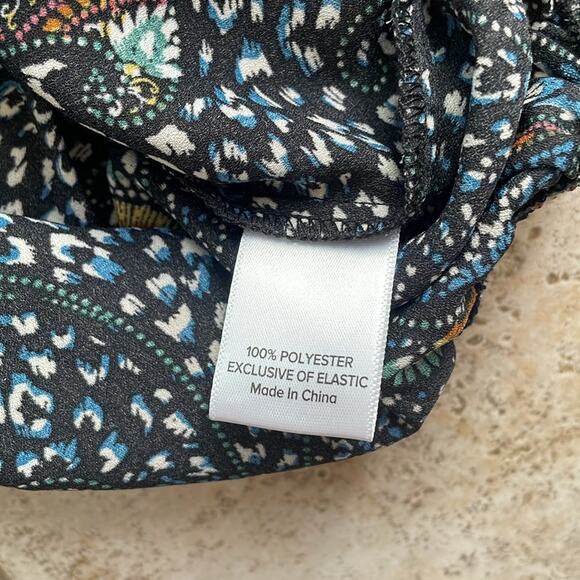 100% POLYESTER
EXCLUSIVE OF ELASTIC
Made In China